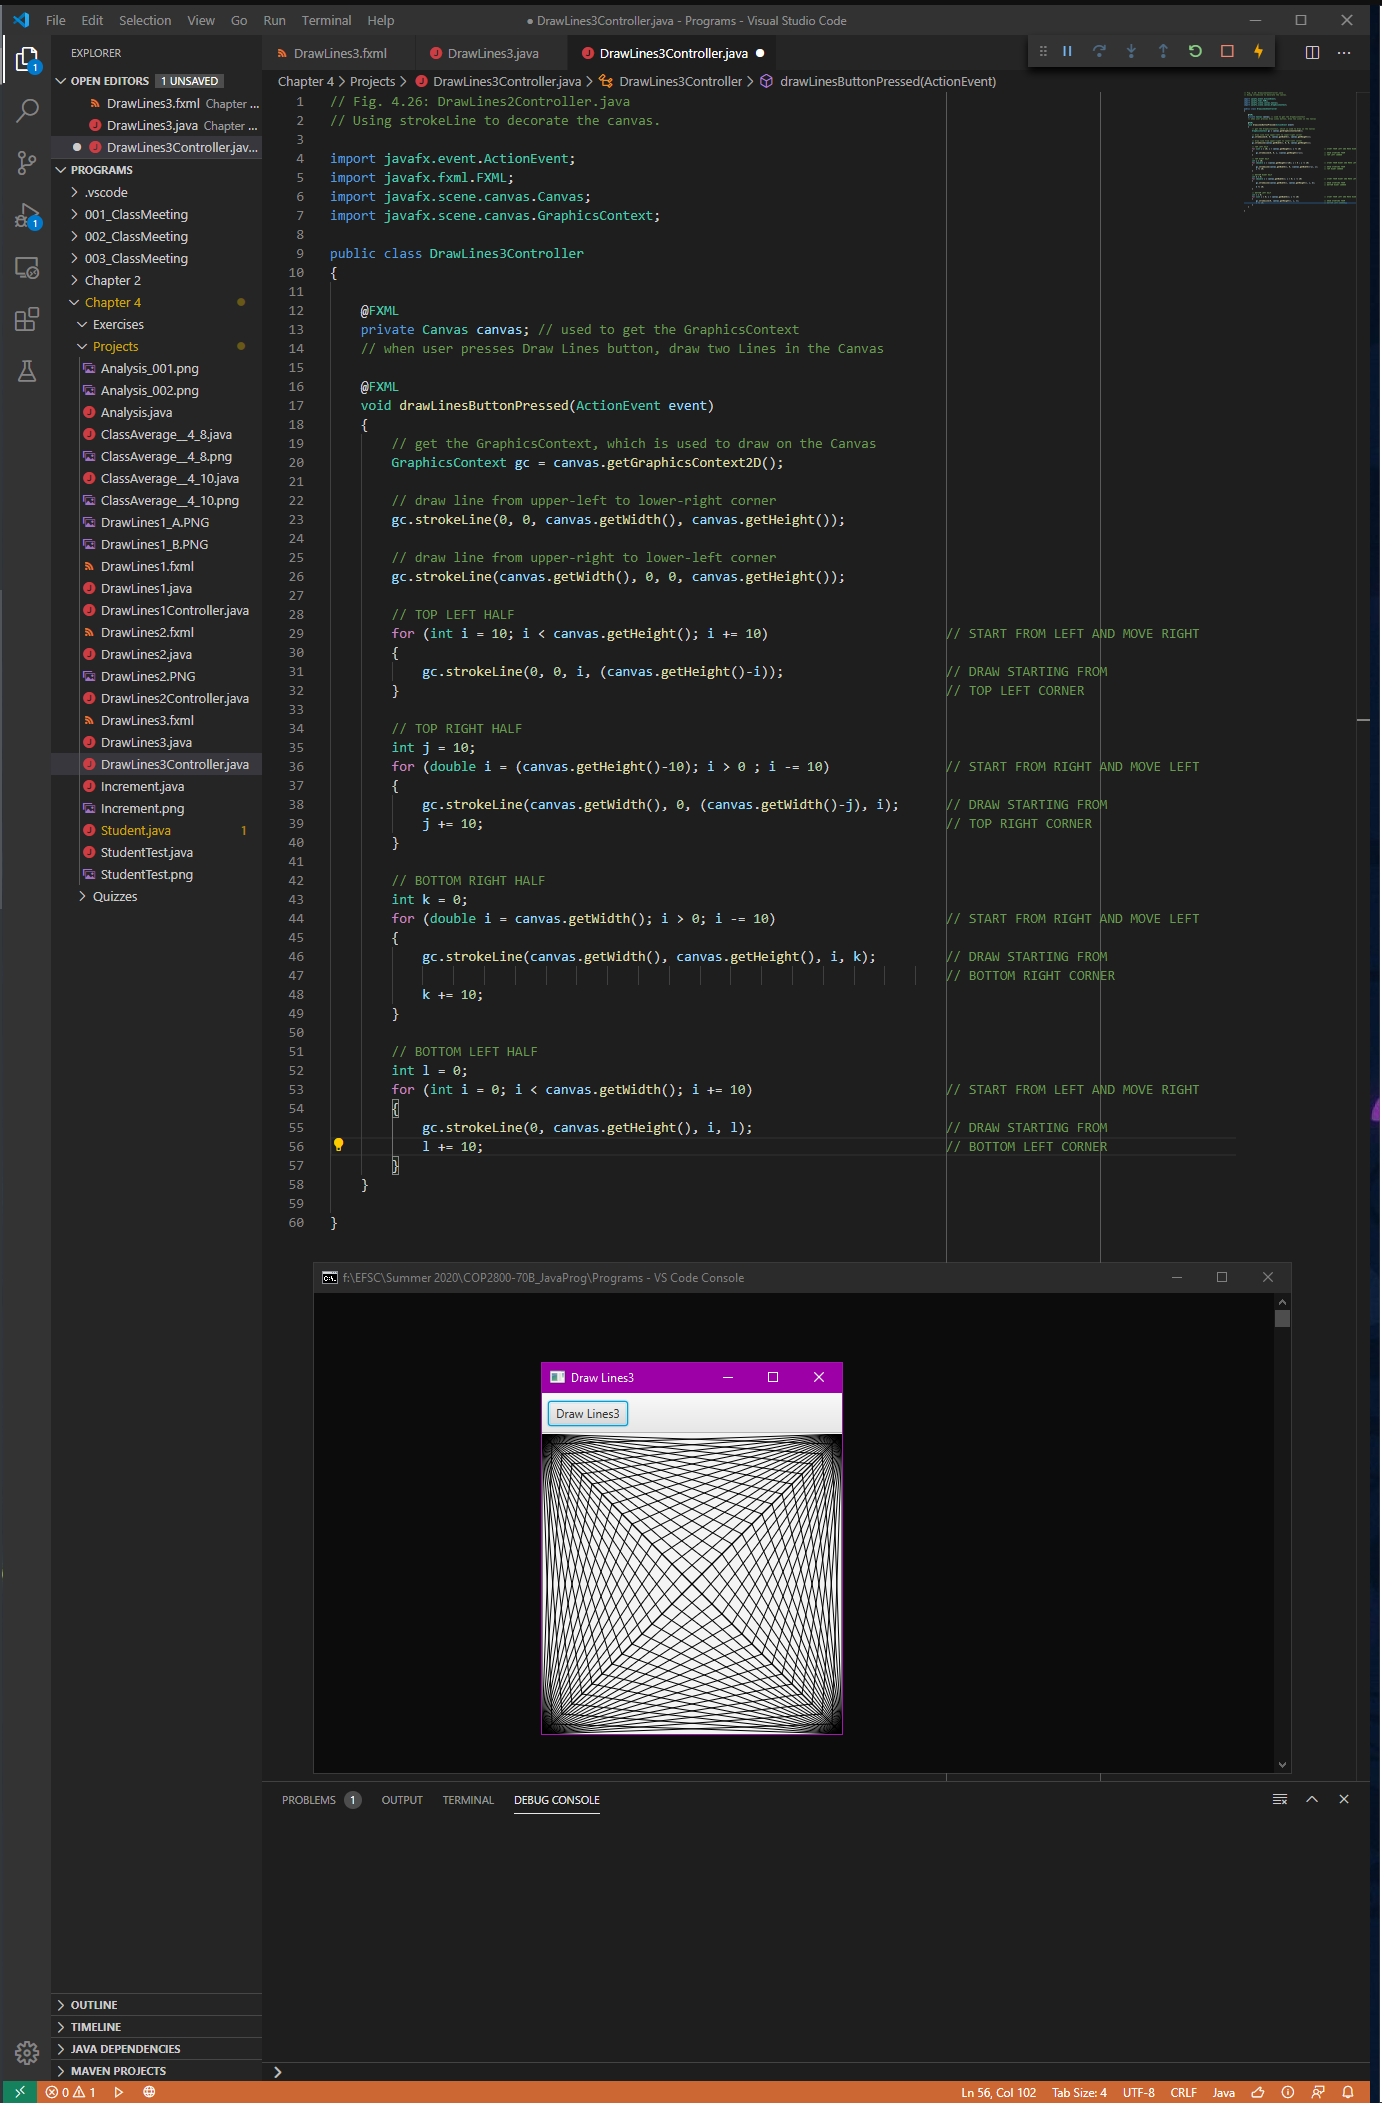 File Edit Selection View Go Run Terminal Help ● DrawLines3Controller.java - Programs - Visual Studio Code
EXPLORER
OPEN EDITORS 1 UNSAVED
DrawLines3.fxml Chapter ...
DrawLines3.java Chapter ...
DrawLines3Controller.jav...
PROGRAMS
.vscode
001_ClassMeeting
002_ClassMeeting
003_ClassMeeting
Chapter 2
Chapter 4
Exercises
Projects
Analysis_001.png
Analysis_002.png
Analysis.java
ClassAverage__4_8.java
ClassAverage__4_8.png
ClassAverage__4_10.java
ClassAverage__4_10.png
DrawLines1_A.PNG
DrawLines1_B.PNG
DrawLines1.fxml
DrawLines1.java
DrawLines1Controller.java
DrawLines2.fxml
DrawLines2.java
DrawLines2.PNG
DrawLines2Controller.java
DrawLines3.fxml
DrawLines3.java
DrawLines3Controller.java
Increment.java
Increment.png
Student.java 1
StudentTest.java
StudentTest.png
Quizzes
OUTLINE
TIMELINE
JAVA DEPENDENCIES
MAVEN PROJECTS
1
1
DrawLines3.fxml DrawLines3.java DrawLines3Controller.java
Chapter 4 > Projects > DrawLines3Controller.java > DrawLines3Controller > drawLinesButtonPressed(ActionEvent)
1 // Fig. 4.26: DrawLines2Controller.java
2 // Using strokeLine to decorate the canvas.
3
4 import javafx.event.ActionEvent;
5 import javafx.fxml.FXML;
6 import javafx.scene.canvas.Canvas;
7 import javafx.scene.canvas.GraphicsContext;
8
9 public class DrawLines3Controller
10 {
11
12 @FXML
13 private Canvas canvas; // used to get the GraphicsContext
14 // when user presses Draw Lines button, draw two Lines in the Canvas
15
16 @FXML
17 void drawLinesButtonPressed(ActionEvent event)
18 {
19 // get the GraphicsContext, which is used to draw on the Canvas
20 GraphicsContext gc = canvas.getGraphicsContext2D();
21
22 // draw line from upper-left to lower-right corner
23 gc.strokeLine(0, 0, canvas.getWidth(), canvas.getHeight());
24
25 // draw line from upper-right to lower-left corner
26 gc.strokeLine(canvas.getWidth(), 0, 0, canvas.getHeight());
27
28 // TOP LEFT HALF
29 for (int i = 10; i < canvas.getHeight(); i += 10) // START FROM LEFT AND MOVE RIGHT
30 {
31 gc.strokeLine(0, 0, i, (canvas.getHeight()-i)); // DRAW STARTING FROM
32 } // TOP LEFT CORNER
33
34 // TOP RIGHT HALF
35 int j = 10;
36 for (double i = (canvas.getHeight()-10); i > 0 ; i -= 10) // START FROM RIGHT AND MOVE LEFT
37 {
38 gc.strokeLine(canvas.getWidth(), 0, (canvas.getWidth()-j), i); // DRAW STARTING FROM
39 j += 10; // TOP RIGHT CORNER
40 }
41
42 // BOTTOM RIGHT HALF
43 int k = 0;
44 for (double i = canvas.getWidth(); i > 0; i -= 10) // START FROM RIGHT AND MOVE LEFT
45 {
46 gc.strokeLine(canvas.getWidth(), canvas.getHeight(), i, k); // DRAW STARTING FROM
47 // BOTTOM RIGHT CORNER
48 k += 10;
49 }
50
51 // BOTTOM LEFT HALF
52 int l = 0;
53 for (int i = 0; i < canvas.getWidth(); i += 10) // START FROM LEFT AND MOVE RIGHT
54 {
55 gc.strokeLine(0, canvas.getHeight(), i, l); // DRAW STARTING FROM
56 l += 10; // BOTTOM LEFT CORNER
57 }
58 }
59
60 }
f:\EFSC\Summer 2020\COP2800-70B_JavaProg\Programs - VS Code Console
Draw Lines3
Draw Lines3
PROBLEMS 1 OUTPUT TERMINAL DEBUG CONSOLE
0 1 Ln 56, Col 102 Tab Size: 4 UTF-8 CRLF Java